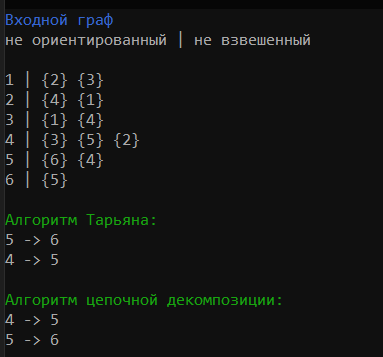 Входной граф
не ориентированный | не взвешенный
1 | {2} {3}
2 | {4} {1}
3 | {1} {4}
4 | {3} {5} {2}
5 | {6} {4}
6 | {5}
Алгоритм Тарьяна:
5 -> 6
4 -> 5
Алгоритм цепочной декомпозиции:
4 -> 5
5 -> 6